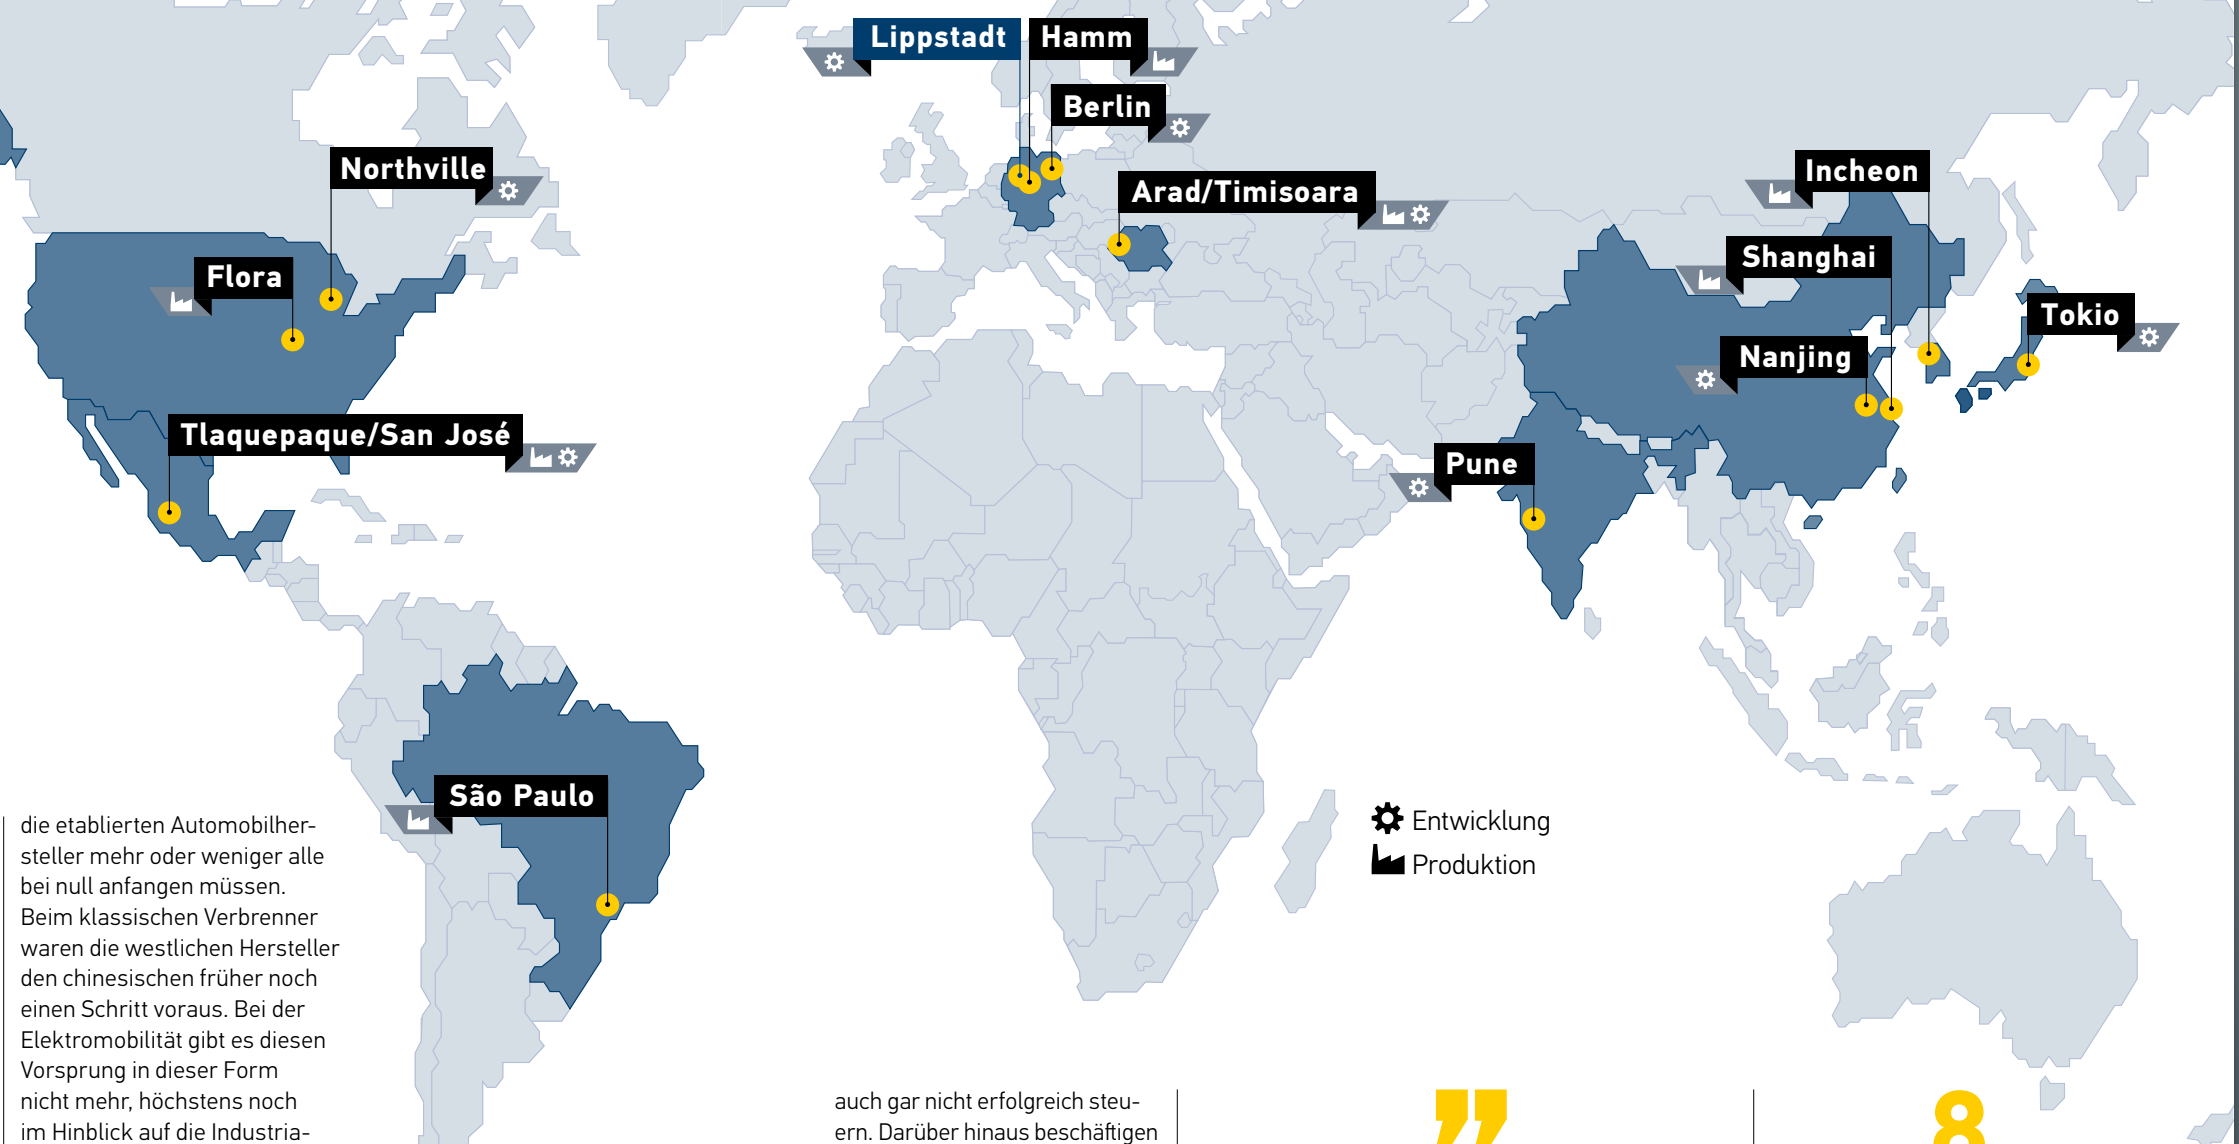 Lippstadt
Hamm
Berlin
Northville
Arad/Timisoara
Incheon
Flora
Shanghai
Tokio
Nanjing
Tlaquepaque/San José
Pune
São Paulo
Entwicklung
Produktion
die etablierten Automobilher-
steller mehr oder weniger alle
bei null anfangen müssen.
Beim klassischen Verbrenner
waren die westlichen Hersteller
den chinesischen früher noch
einen Schritt voraus. Bei der
Elektromobilität gibt es diesen
Vorsprung in dieser Form
nicht mehr, höchstens noch
im Hinblick auf die Industria-
auch gar nicht erfolgreich steu-
ern. Darüber hinaus beschäftigen
”
8